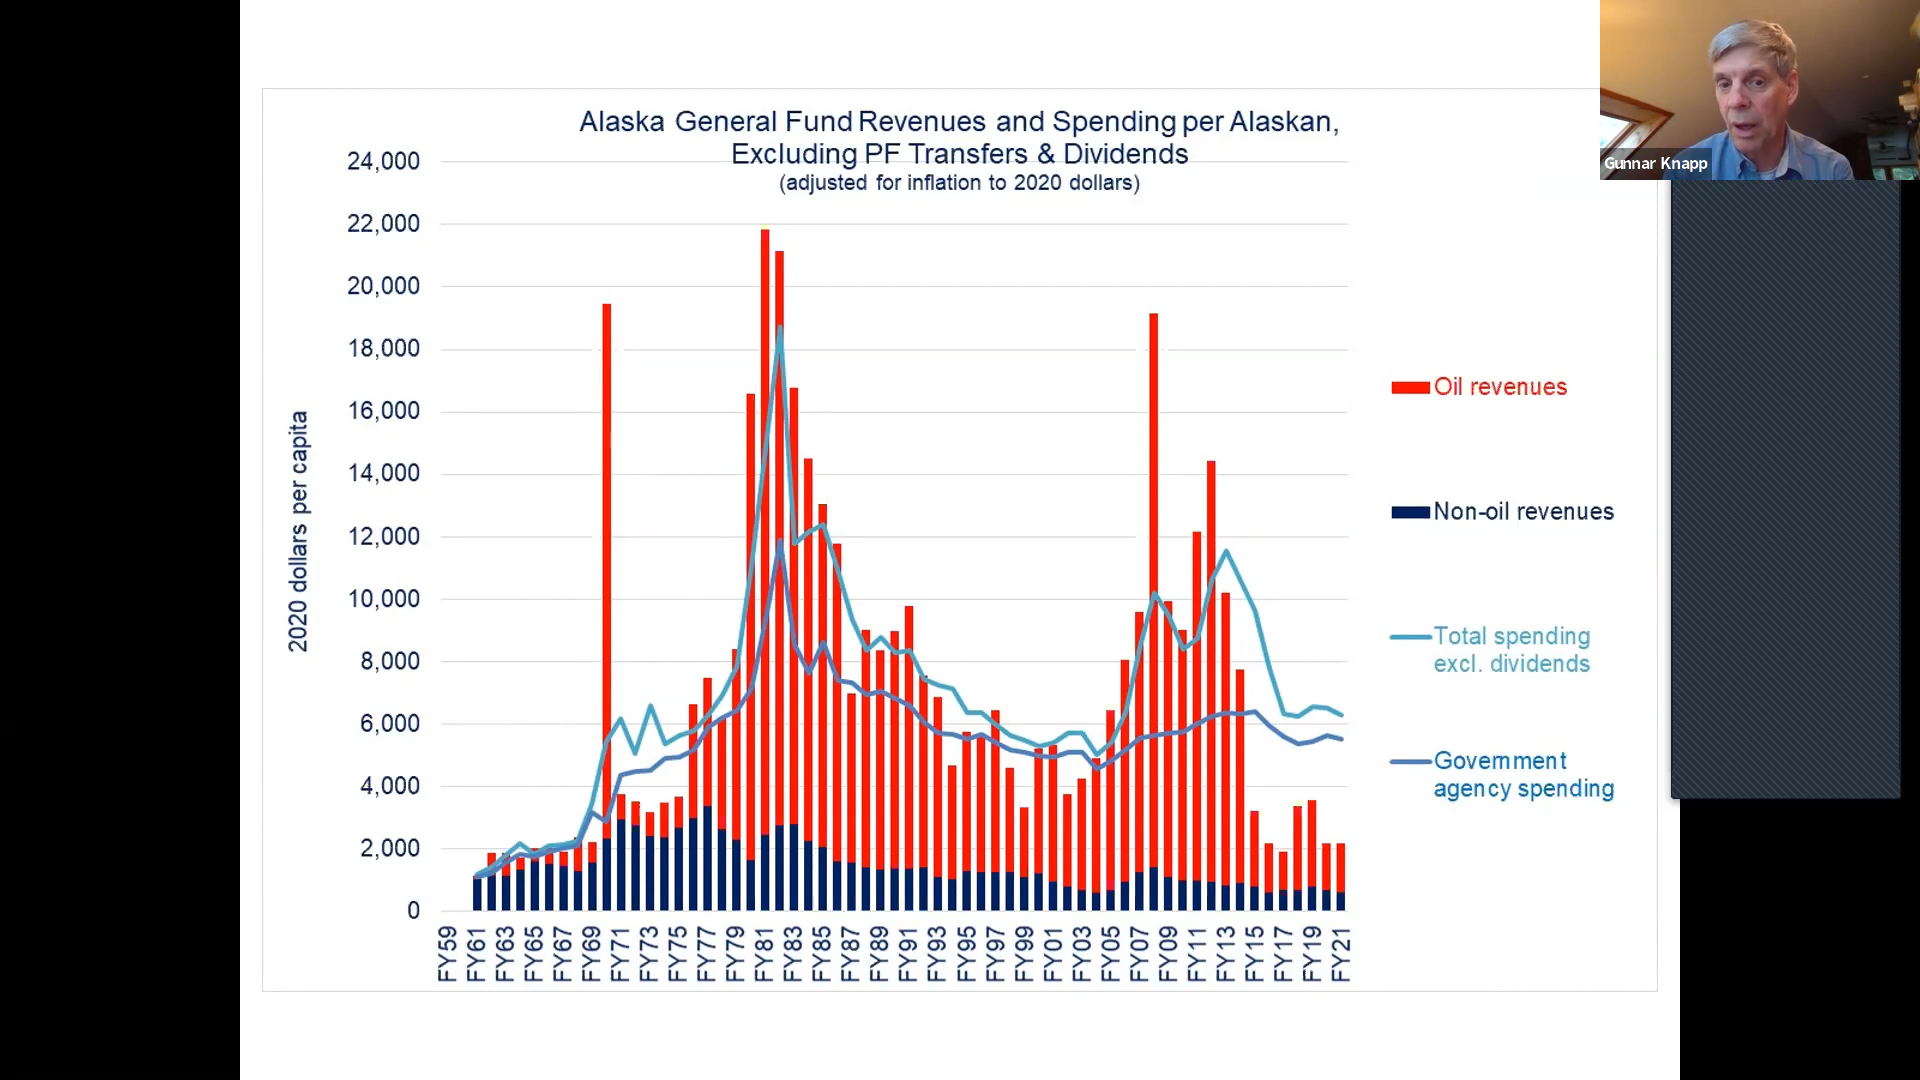 Alaska General Fund Revenues and Spending per Alaskan,
Excluding PF Transfers & Dividends
(adjusted for inflation to 2020 dollars)
Gunnar Knapp
2020 dollars per capita
24,000
22,000
20,000
18,000
16,000
14,000
12,000
10,000
8,000
6,000
4,000
2,000
0
Oil revenues
Non-oil revenues
Total spending
excl. dividends
Government
agency spending
FY59
FY61
FY63
FY65
FY67
FY69
FY71
FY73
FY75
FY77
FY79
FY81
FY83
FY85
FY87
FY89
FY91
FY93
FY95
FY97
FY99
FY01
FY03
FY05
FY07
FY09
FY11
FY13
FY15
FY17
FY19
FY21